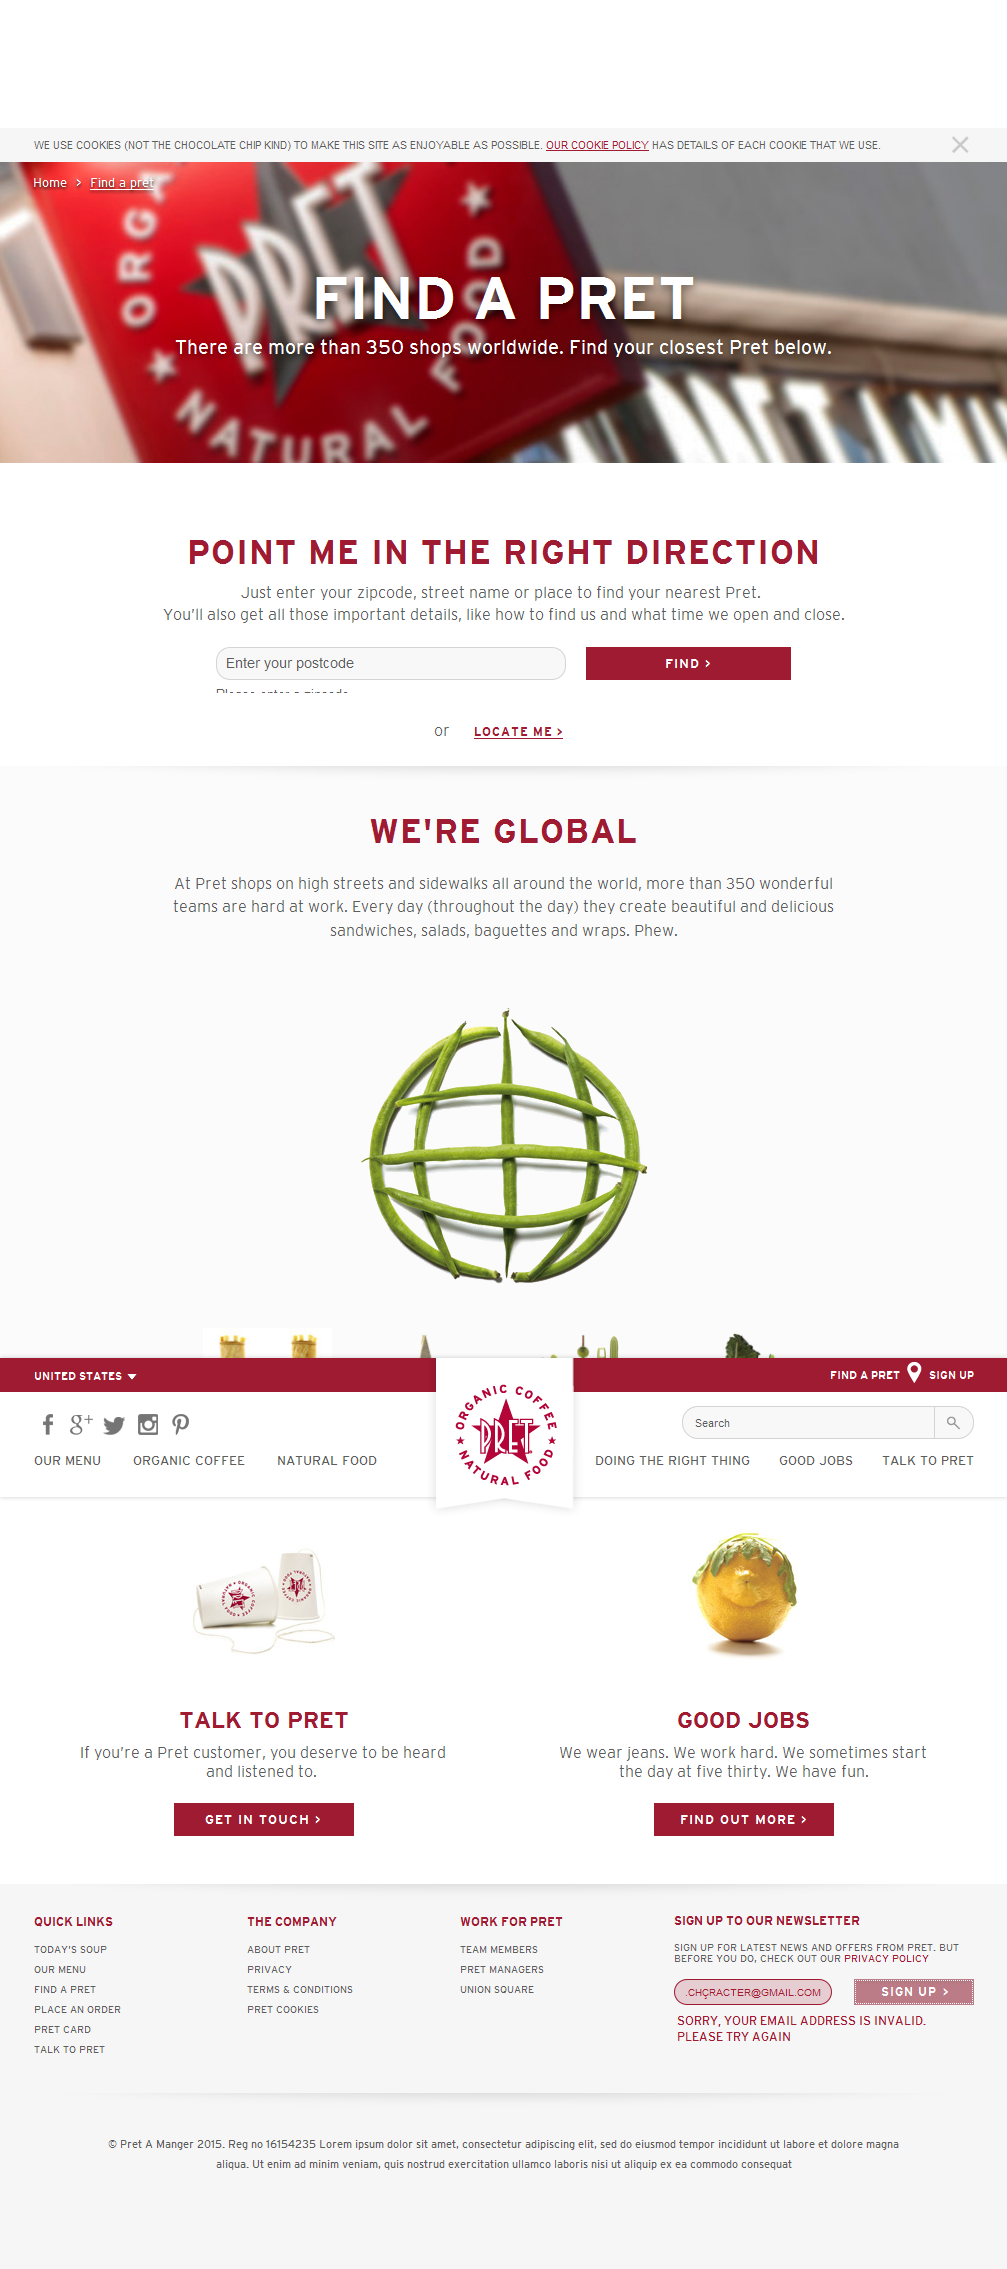 WE USE COOKIES (NOT THE CHOCOLATE CHIP KIND) TO MAKE THIS SITE AS ENJOYABLE AS POSSIBLE. OUR COOKIE POLICY HAS DETAILS OF EACH COOKIE THAT WE USE.
Home > Find a pret
ORGA
PRET
FOOD
NATURAL
FIND A PRET
There are more than 350 shops worldwide. Find your closest Pret below.
POINT ME IN THE RIGHT DIRECTION
Just enter your zipcode, street name or place to find your nearest Pret.
You'll also get all those important details, like how to find us and what time we open and close.
Enter your postcode
FIND >
Please enter a zipcode
or LOCATE ME >
WE'RE GLOBAL
At Pret shops on high streets and sidewalks all around the world, more than 350 wonderful
teams are hard at work. Every day (throughout the day) they create beautiful and delicious
sandwiches, salads, baguettes and wraps. Phew.
UNITED STATES
FIND A PRET
SIGN UP
ORGANIC COFFEE
PRET
NATURAL FOOD
Search
OUR MENU
ORGANIC COFFEE
NATURAL FOOD
DOING THE RIGHT THING
GOOD JOBS
TALK TO PRET
TALK TO PRET
If you're a Pret customer, you deserve to be heard
and listened to.
GET IN TOUCH >
GOOD JOBS
We wear jeans. We work hard. We sometimes start
the day at five thirty. We have fun.
FIND OUT MORE >
QUICK LINKS
TODAY'S SOUP
OUR MENU
FIND A PRET
PLACE AN ORDER
PRET CARD
TALK TO PRET
THE COMPANY
ABOUT PRET
PRIVACY
TERMS & CONDITIONS
PRET COOKIES
WORK FOR PRET
TEAM MEMBERS
PRET MANAGERS
UNION SQUARE
SIGN UP TO OUR NEWSLETTER
SIGN UP FOR LATEST NEWS AND OFFERS FROM PRET. BUT
BEFORE YOU DO, CHECK OUT OUR PRIVACY POLICY
.CHÇRACTER@GMAIL.COM
SIGN UP >
SORRY, YOUR EMAIL ADDRESS IS INVALID.
PLEASE TRY AGAIN
© Pret A Manger 2015. Reg no 16154235 Lorem ipsum dolor sit amet, consectetur adipiscing elit, sed do eiusmod tempor incididunt ut labore et dolore magna
aliqua. Ut enim ad minim veniam, quis nostrud exercitation ullamco laboris nisi ut aliquip ex ea commodo consequat